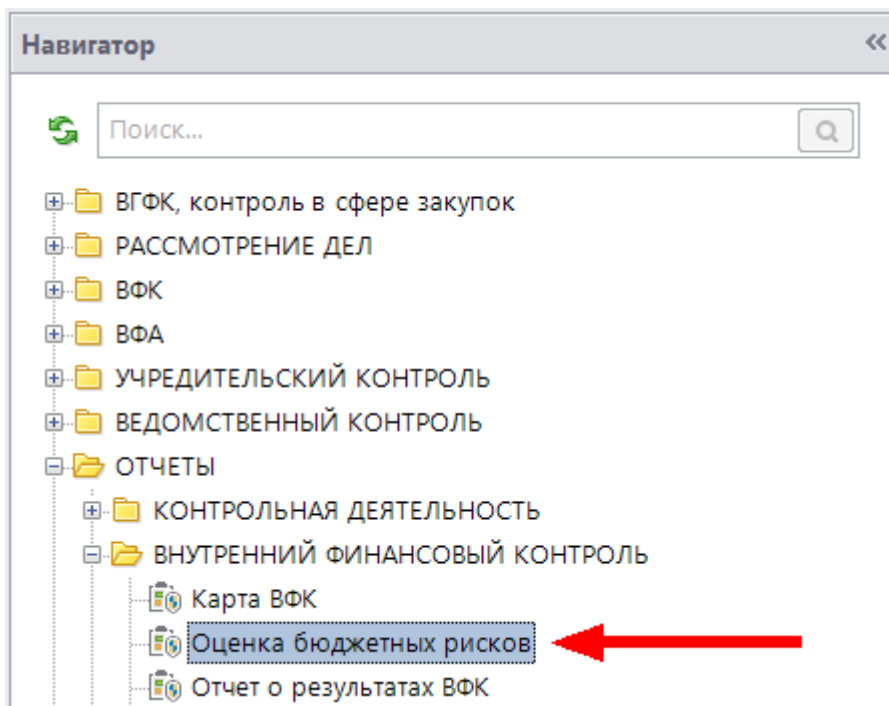 Навигатор
Поиск...
ВГФК, контроль в сфере закупок
РАССМОТРЕНИЕ ДЕЛ
ВФК
ВФА
УЧРЕДИТЕЛЬСКИЙ КОНТРОЛЬ
ВЕДОМСТВЕННЫЙ КОНТРОЛЬ
ОТЧЕТЫ
КОНТРОЛЬНАЯ ДЕЯТЕЛЬНОСТЬ
ВНУТРЕННИЙ ФИНАНСОВЫЙ КОНТРОЛЬ
Карта ВФК
Оценка бюджетных рисков
Отчет о результатах ВФК